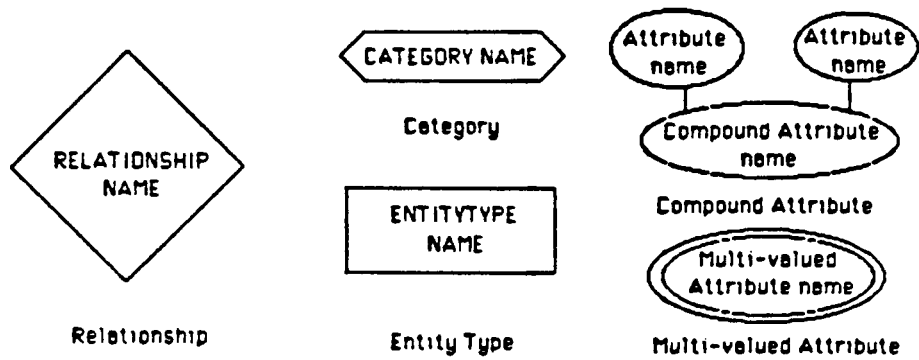 RELATIONSHIP
NAME
Relationship
CATEGORY NAME
Category
ENTITYTYPE
NAME
Entity Type
Attribute
name
Attribute
name
Compound Attribute
name
Compound Attribute
Multi-valued
Attribute name
Multi-valued Attribute